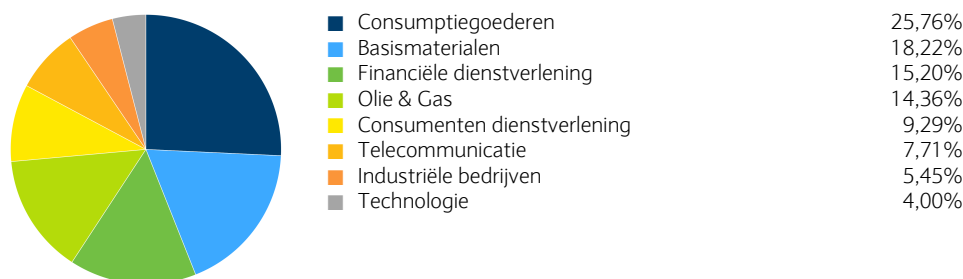 Consumptiegoederen 25,76%
Basismaterialen 18,22%
Financiële dienstverlening 15,20%
Olie & Gas 14,36%
Consumenten dienstverlening 9,29%
Telecommunicatie 7,71%
Industriële bedrijven 5,45%
Technologie 4,00%